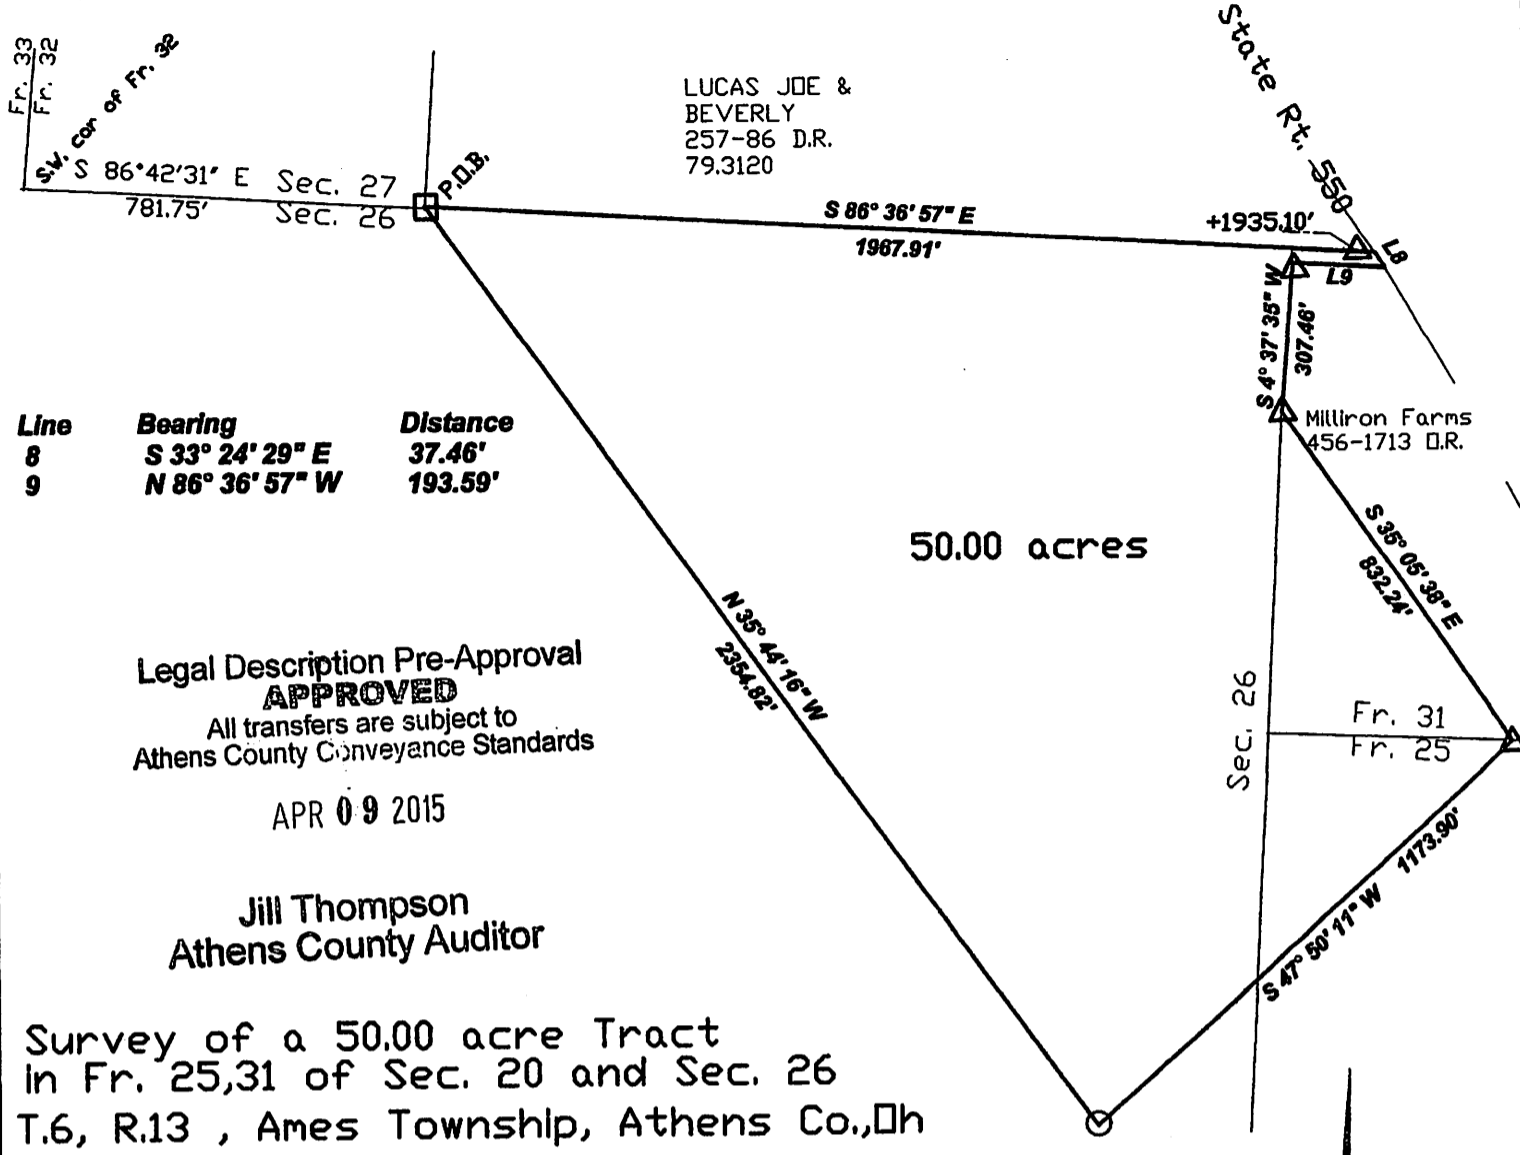 Fr. 33
Fr. 32
S.W. cor of Fr. 32
S 86°42'31' E
781.75'
Sec. 27
Sec. 26
P.O.B.
LUCAS JOE &
BEVERLY
257-86 D.R.
79.3120
State Rt. 550
S 86° 36' 57" E
1967.91'
+1935.10'
L8
L9
S 4° 37' 35" W
307.46'
Milliron Farms
456-1713 O.R.
Line Bearing Distance
8 S 33° 24' 29" E 37.46'
9 N 86° 36' 57" W 193.59'
50.00 acres
S 35° 05' 38" E
832.24'
N 35° 44' 16" W
2354.82'
Legal Description Pre-Approval
APPROVED
All transfers are subject to
Athens County Conveyance Standards
APR 09 2015
Jill Thompson
Athens County Auditor
Sec. 26
Fr. 31
Fr. 25
1173.90'
S 47° 50' 11" W
Survey of a 50.00 acre Tract
in Fr. 25,31 of Sec. 20 and Sec. 26
T.6, R.13 , Ames Township, Athens Co.,Oh